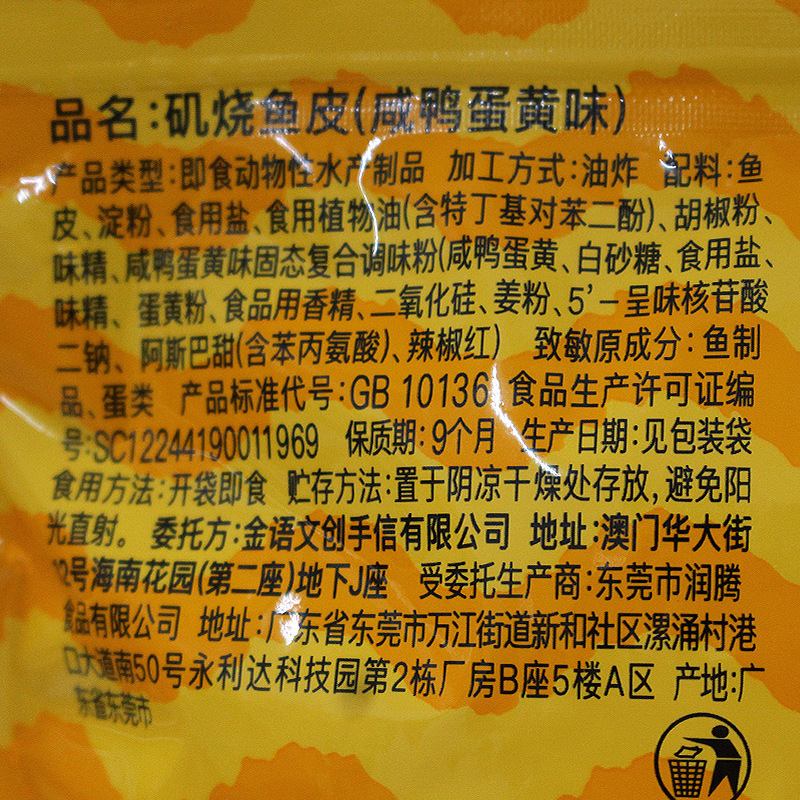 品名:矶烧鱼皮(咸鸭蛋黄味)
产品类型:即食动物性水产制品 加工方式:油炸 配料:鱼
皮、淀粉、食用盐、食用植物油(含特丁基对苯二酚)、胡椒粉、
味精、咸鸭蛋黄味固态复合调味粉(咸鸭蛋黄、白砂糖、食用盐、
味精、蛋黄粉、食品用香精、二氧化硅、姜粉、5'-呈味核苷酸
二钠、阿斯巴甜(含苯丙氨酸)、辣椒红) 致敏原成分:鱼制
品、蛋类 产品标准代号:GB 10136 食品生产许可证编
号:SC12244190011969 保质期:9个月 生产日期:见包装袋
食用方法:开袋即食 贮存方法:置于阴凉干燥处存放,避免阳
光直射。 委托方:金语文创手信有限公司 地址:澳门华大街
12号海南花园(第二座)地下J座 受委托生产商:东莞市润腾
食品有限公司 地址:广东省东莞市万江街道新和社区漯涌村港
口大道南50号永利达科技园第2栋厂房B座5楼A区 产地:广
东省东莞市